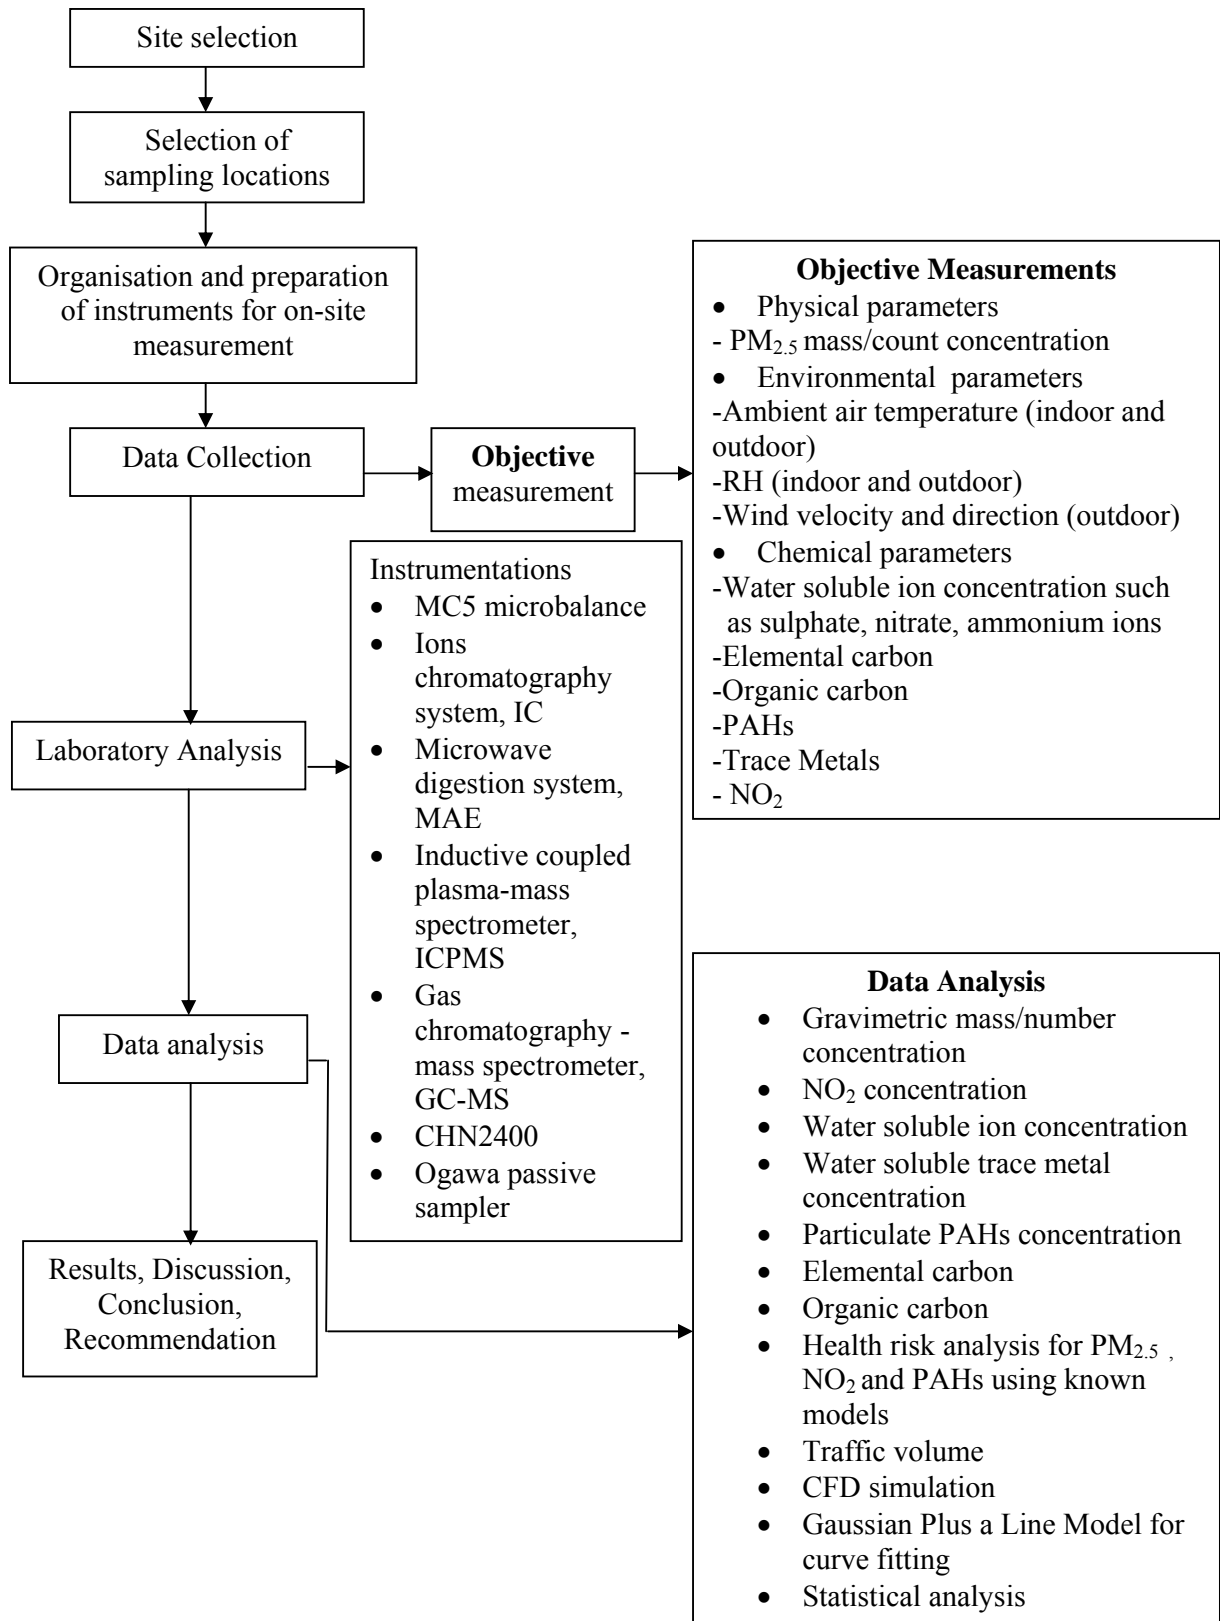 Site selection
Selection of
sampling locations
Organisation and preparation
of instruments for on-site
measurement
Data Collection
Objective
measurement
Objective Measurements
• Physical parameters
- PM2.5 mass/count concentration
• Environmental parameters
-Ambient air temperature (indoor and
outdoor)
-RH (indoor and outdoor)
-Wind velocity and direction (outdoor)
• Chemical parameters
-Water soluble ion concentration such
as sulphate, nitrate, ammonium ions
-Elemental carbon
-Organic carbon
-PAHs
-Trace Metals
- NO2
Laboratory Analysis
Instrumentations
• MC5 microbalance
• Ions
chromatography
system, IC
• Microwave
digestion system,
MAE
• Inductive coupled
plasma-mass
spectrometer,
ICPMS
• Gas
chromatography -
mass spectrometer,
GC-MS
• CHN2400
• Ogawa passive
sampler
Data analysis
Data Analysis
• Gravimetric mass/number
concentration
• NO2 concentration
• Water soluble ion concentration
• Water soluble trace metal
concentration
• Particulate PAHs concentration
• Elemental carbon
• Organic carbon
• Health risk analysis for PM2.5 ,
NO2 and PAHs using known
models
• Traffic volume
• CFD simulation
• Gaussian Plus a Line Model for
curve fitting
• Statistical analysis
Results, Discussion,
Conclusion,
Recommendation